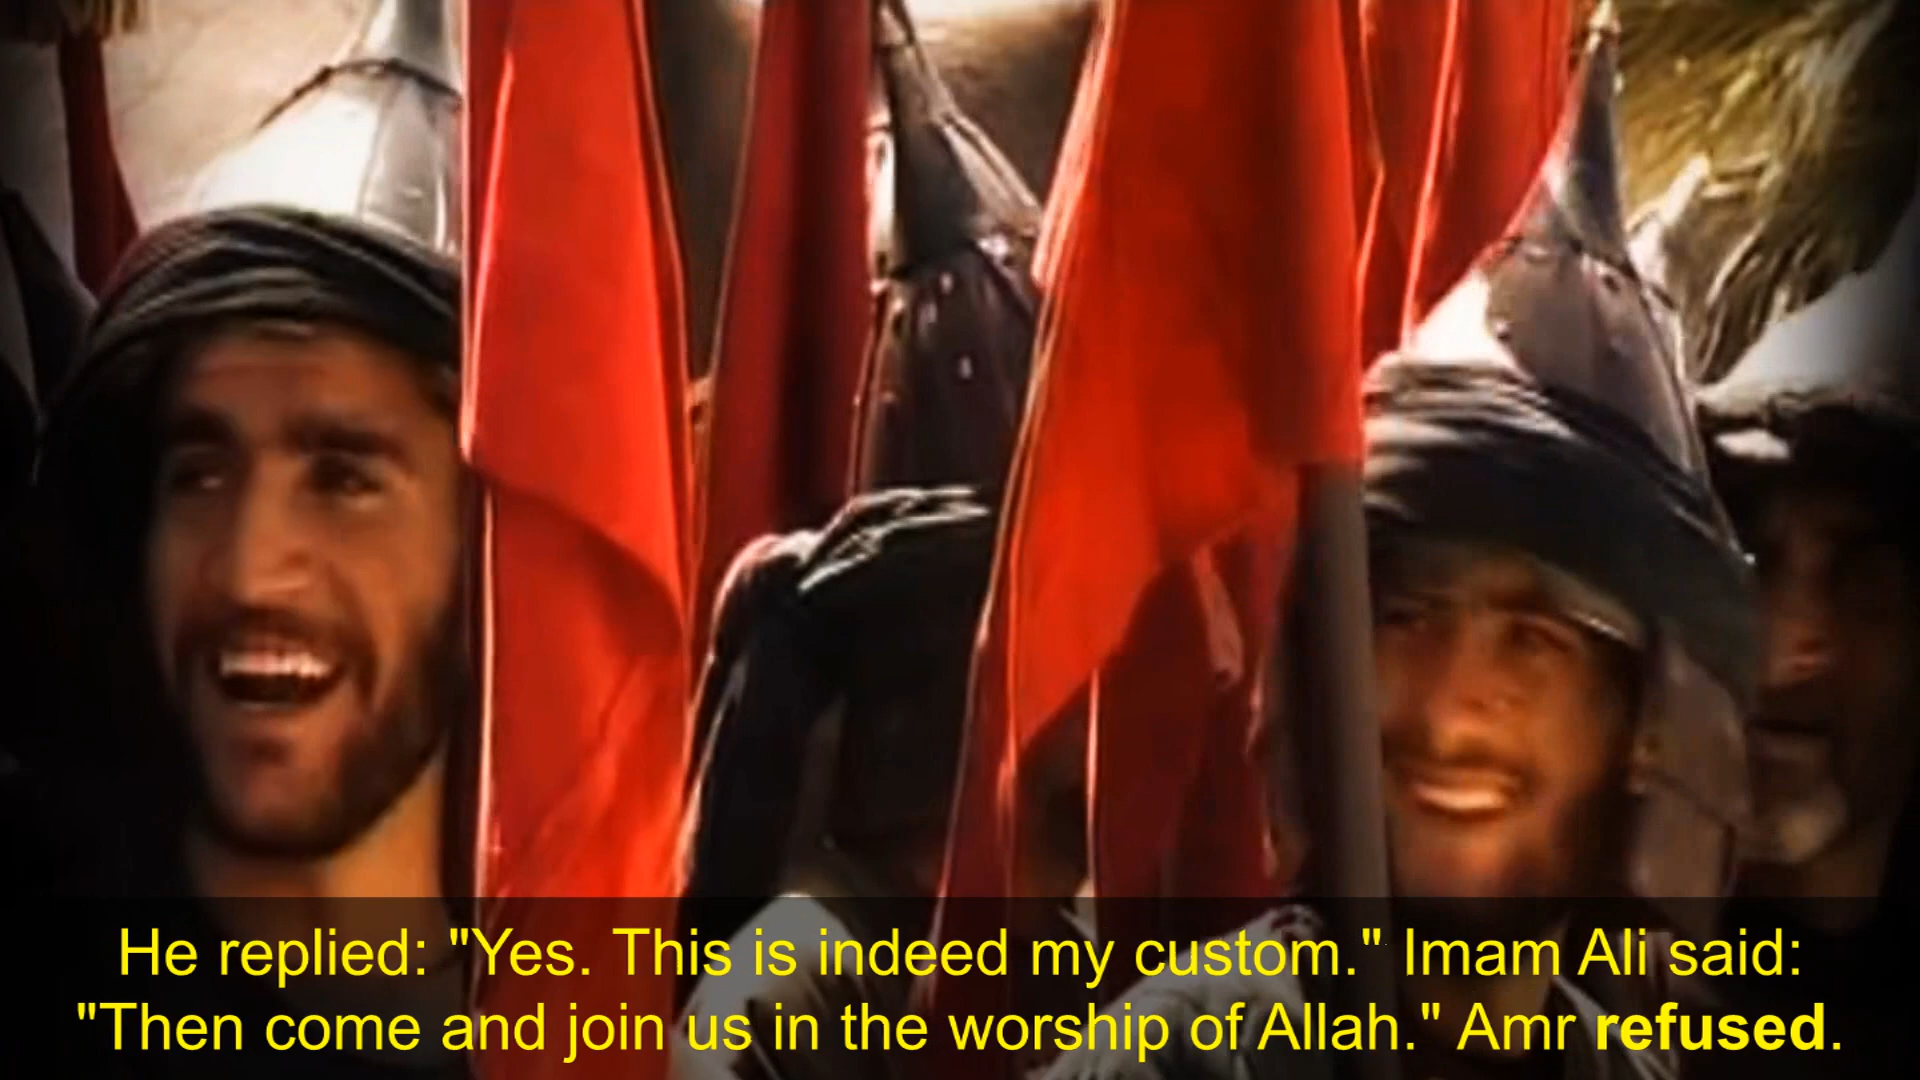 He replied: "Yes. This is indeed my custom." Imam Ali said:
"Then come and join us in the worship of Allah." Amr refused.